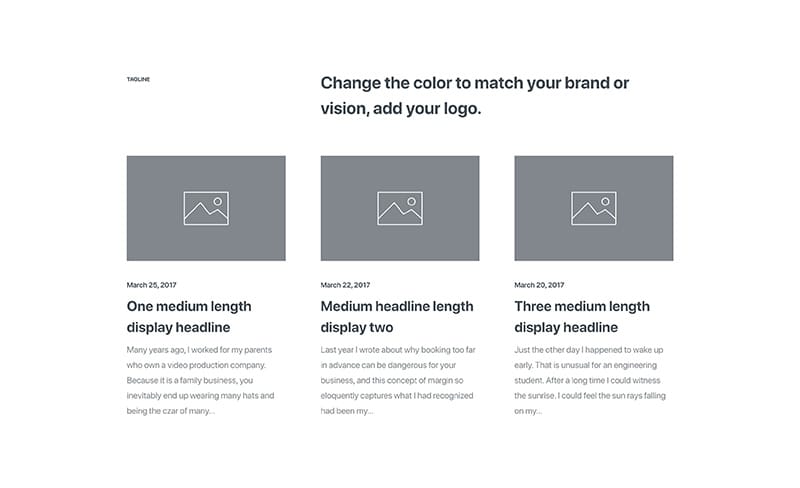 TAGLINE
Change the color to match your brand or
vision, add your logo.
March 25, 2017
One medium length
display headline
Many years ago, I worked for my parents
who own a video production company.
Because it is a family business, you
inevitably end up wearing many hats and
being the czar of many...
March 22, 2017
Medium headline length
display two
Last year I wrote about why booking too far
in advance can be dangerous for your
business, and this concept of margin so
eloquently captures what I had recognized
had been my...
March 20, 2017
Three medium length
display headline
Just the other day I happened to wake up
early. That is unusual for an engineering
student. After a long time I could witness
the sunrise. I could feel the sun rays falling
on my...